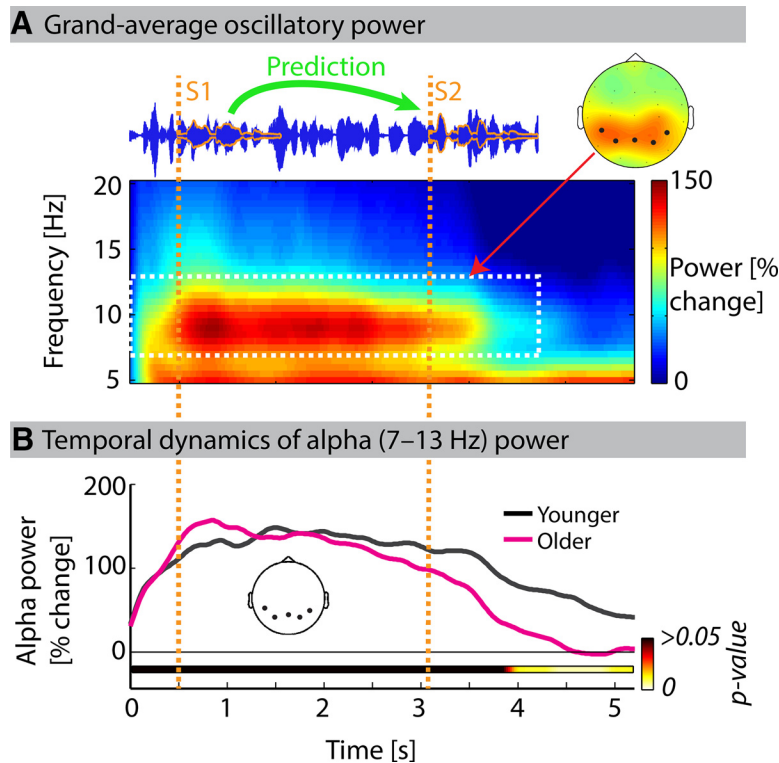 A Grand-average oscillatory power
Prediction
S1
S2
20
15
10
5
Frequency [Hz]
150
Power [%
change]
0
B Temporal dynamics of alpha (7–13 Hz) power
200
100
0
Alpha power
[% change]
Younger
Older
>0.05
0
p-value
0
1
2
3
4
5
Time [s]